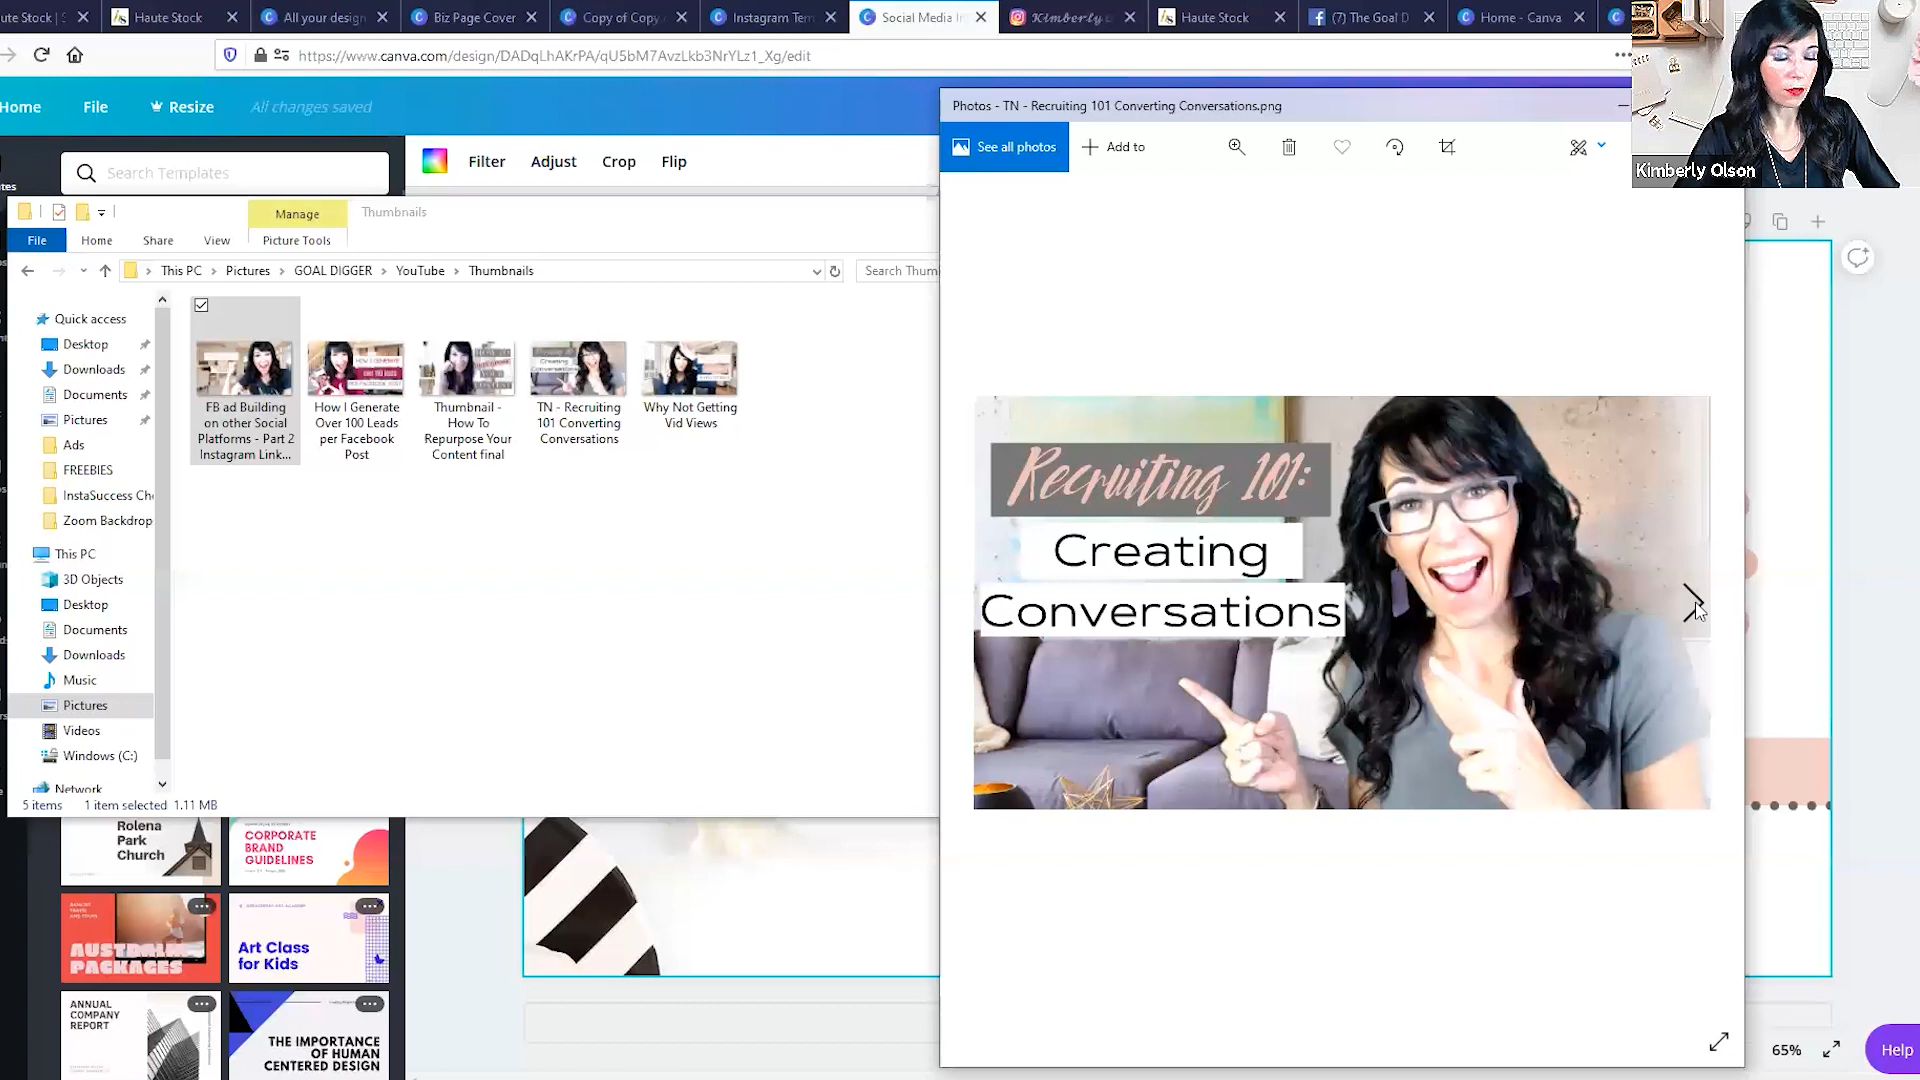 ute Stock |
Haute Stock
All your design
Biz Page Cover
Copy of Copy
Instagram Tem
Social Media In
Kimberly
Haute Stock
(7) The Goal D
Home - Canva
https://www.canva.com/design/DADqLhAKrPA/qU5bM7AvzLkb3NrYLz1_Xg/edit
Home
File
Resize
All changes saved
Photos - TN - Recruiting 101 Converting Conversations.png
See all photos
Add to
Kimberly Olson
Search Templates
Filter
Adjust
Crop
Flip
Manage
Thumbnails
File
Home
Share
View
Picture Tools
This PC
Pictures
GOAL DIGGER
YouTube
Thumbnails
Search Thum
Quick access
Desktop
Downloads
Documents
Pictures
Ads
FREEBIES
InstaSuccess Ch
Zoom Backdrop
This PC
3D Objects
Desktop
Documents
Downloads
Music
Pictures
Videos
Windows (C:)
Network
FB ad Building
on other Social
Platforms - Part 2
Instagram Link...
How I Generate
Over 100 Leads
per Facebook
Post
Thumbnail -
How To
Repurpose Your
Content final
TN - Recruiting
101 Converting
Conversations
Why Not Getting
Vid Views
5 items
1 item selected
1.11 MB
Recruiting 101:
Creating
Conversations
Rolena
Park
Church
CORPORATE
BRAND
GUIDELINES
AUSTRALIA
PACKAGES
Art Class
for Kids
ANNUAL
COMPANY
REPORT
THE IMPORTANCE
OF HUMAN
CENTERED DESIGN
65%
Help